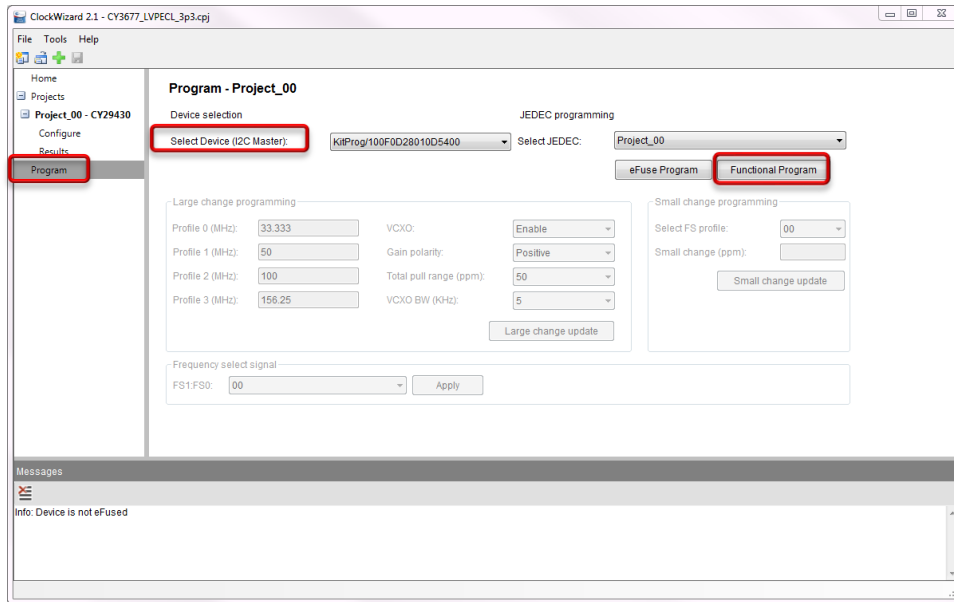 ClockWizard 2.1 - CY3677_LVPECL_3p3.cpj
File Tools Help
Home
Projects
Project_00 - CY29430
Configure
Results
Program
Program - Project_00
Device selection
JEDEC programming
Select Device (I2C Master): KitProg/100F0D28010D5400 Select JEDEC: Project_00
eFuse Program Functional Program
Large change programming
Profile 0 (MHz): 33.333 VCXO: Enable
Profile 1 (MHz): 50 Gain polarity: Positive
Profile 2 (MHz): 100 Total pull range (ppm): 50
Profile 3 (MHz): 156.25 VCXO BW (KHz): 5
Large change update
Small change programming
Select FS profile: 00
Small change (ppm):
Small change update
Frequency select signal
FS1:FS0: 00 Apply
Messages
Info: Device is not eFused